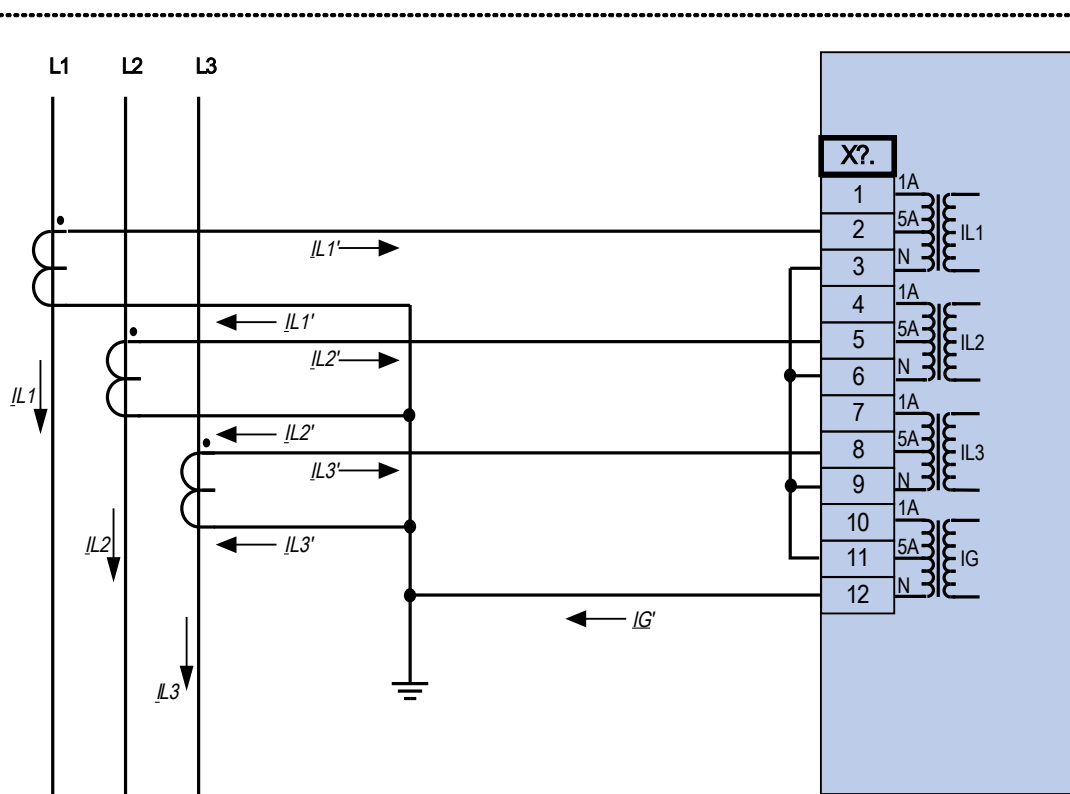 L1 L2 L3
X?.
1 1A
2 5A IL1
3 N
4 1A
5 5A IL2
6 N
7 1A
8 5A IL3
9 N
10 1A
11 5A IG
12 N
IL1'
IL1'
IL2'
IL1
IL2'
IL3'
IL2
IL3'
IG'
IL3